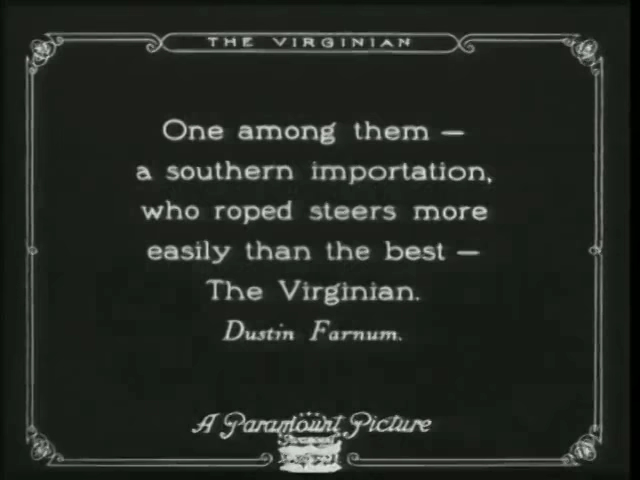 THE VIRGINIAN
One among them —
a southern importation,
who roped steers more
easily than the best —
The Virginian.
Dustin Farnum.
A Paramount Picture
Paramount